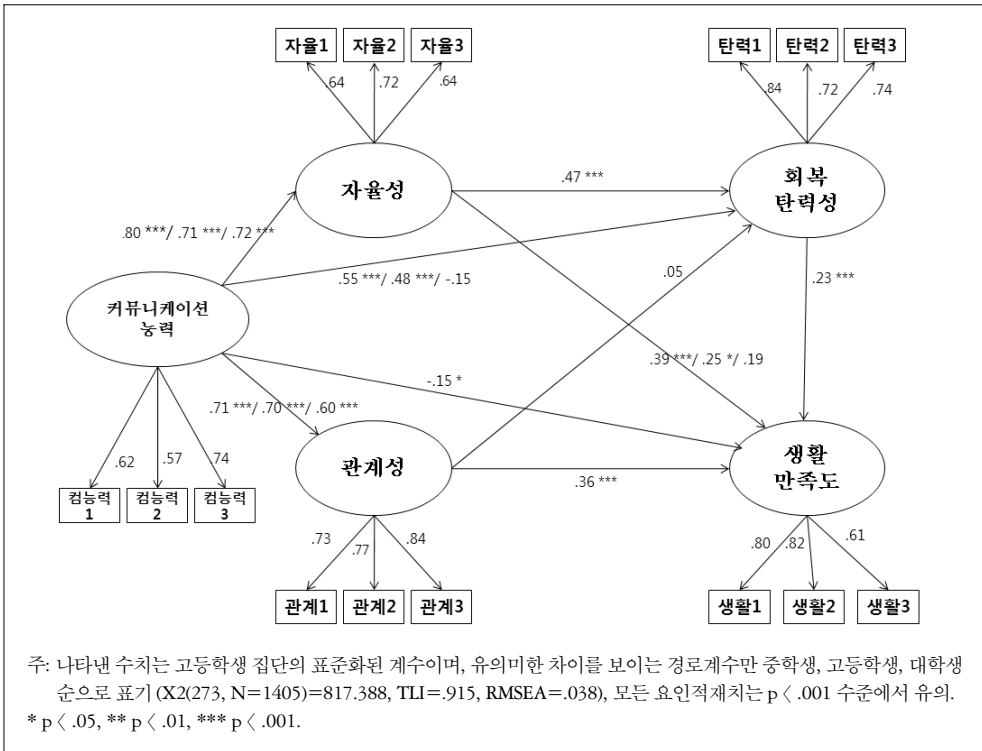 자율1 자율2 자율3
탄력1 탄력2 탄력3
.64 .72 .64
.84 .72 .74
자율성
회복
탄력성
.47 ***
.80 ***/ .71 ***/ .72 ***
.55 ***/ .48 ***/ -.15
.05
.23 ***
커뮤니케이션
능력
.39 ***/ .25 */ .19
-.15 *
.71 ***/ .70 ***/ .60 ***
.62 .57 .74
컴능력
1
컴능력
2
컴능력
3
관계성
.36 ***
생활
만족도
.73 .77 .84
.80 .82 .61
관계1 관계2 관계3
생활1 생활2 생활3
주: 나타낸 수치는 고등학생 집단의 표준화된 계수이며, 유의미한 차이를 보이는 경로계수만 중학생, 고등학생, 대학생
순으로 표기 (X2(273, N=1405)=817.388, TLI=.915, RMSEA=.038), 모든 요인적재치는 p < .001 수준에서 유의.
* p < .05, ** p < .01, *** p < .001.